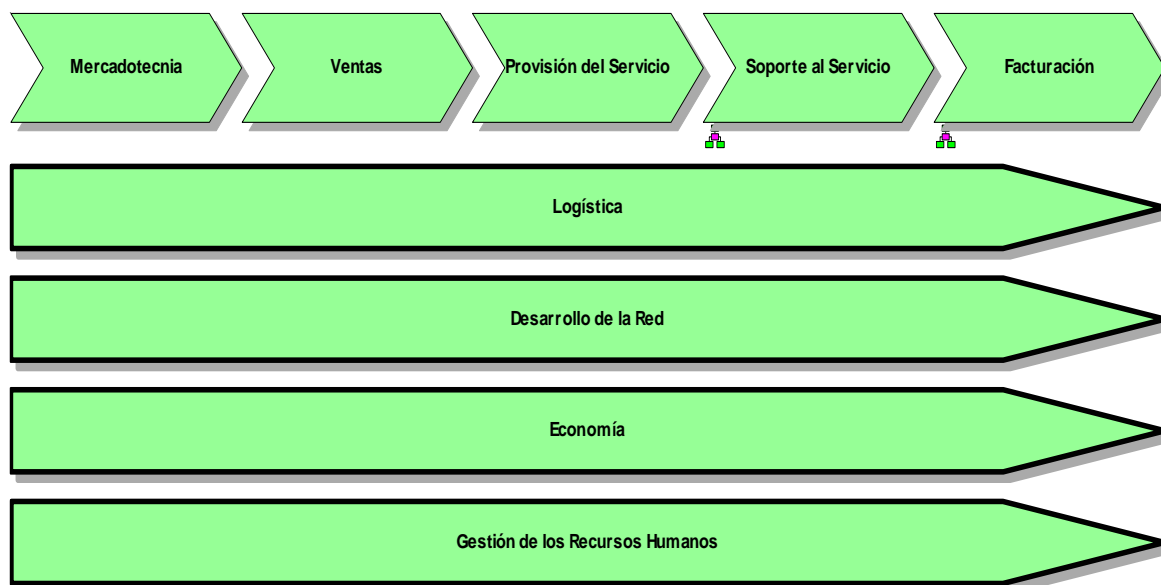 Mercadotecnia
Ventas
Provisión del Servicio
Soporte al Servicio
Facturación
Logística
Desarrollo de la Red
Economía
Gestión de los Recursos Humanos